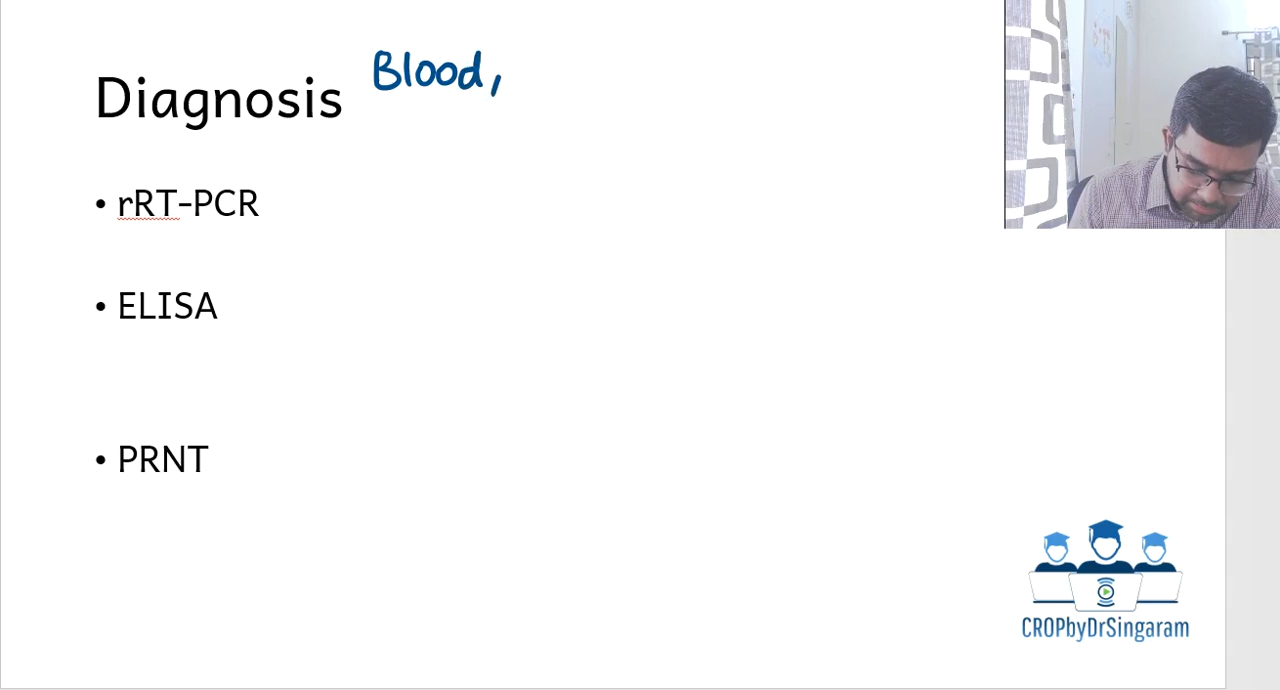 Blood,
Diagnosis
• rRT-PCR
• ELISA
• PRNT
CROPbyDrSingaram